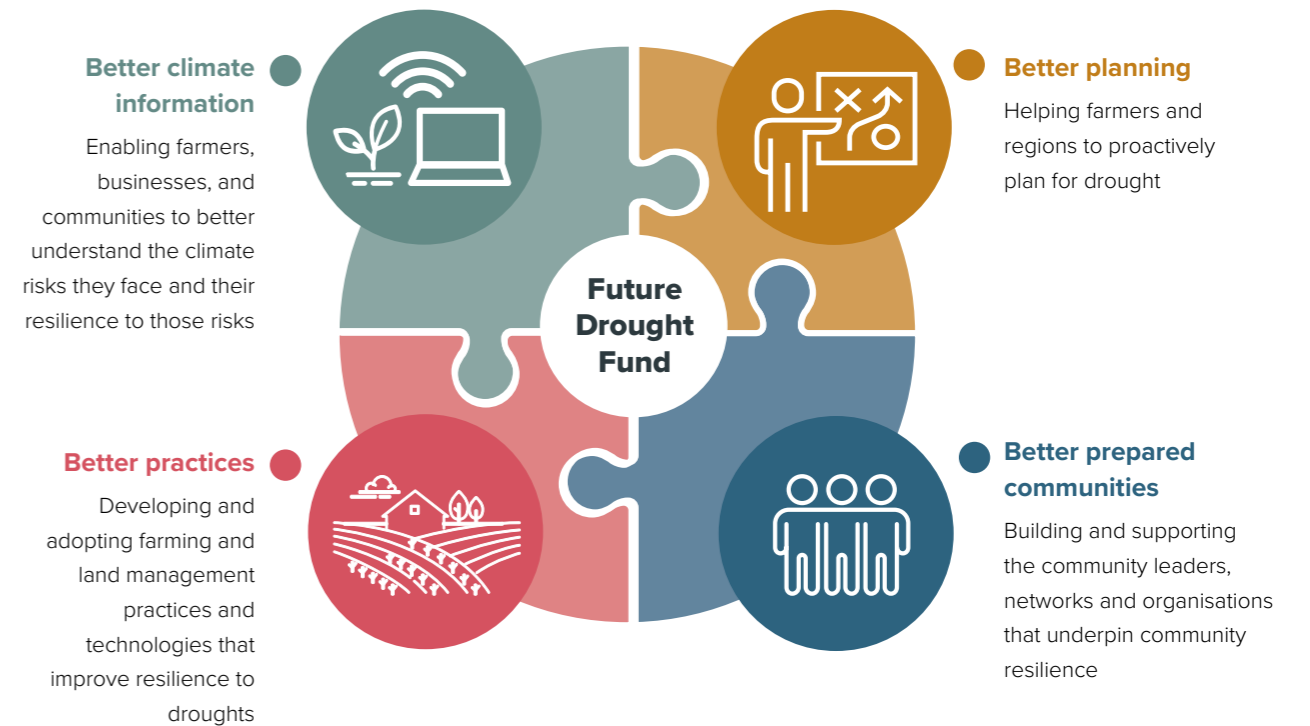 Better climate
information
Enabling farmers,
businesses, and
communities to better
understand the climate
risks they face and their
resilience to those risks
Better planning
Helping farmers and
regions to proactively
plan for drought
Future
Drought
Fund
Better practices
Developing and
adopting farming and
land management
practices and
technologies that
improve resilience to
droughts
Better prepared
communities
Building and supporting
the community leaders,
networks and organisations
that underpin community
resilience